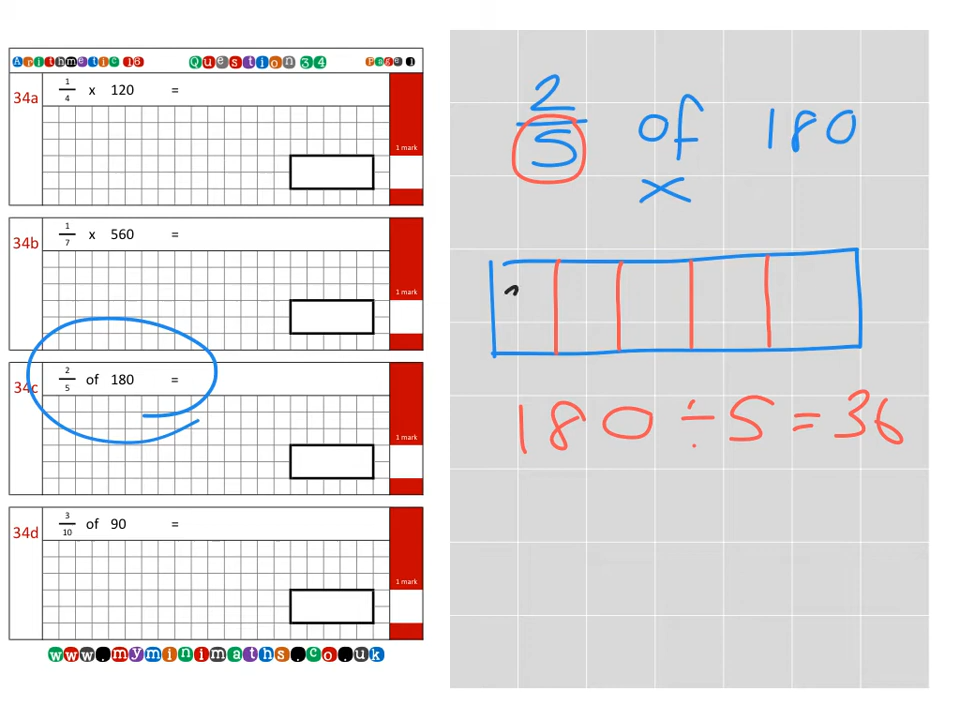 Arithmetic 16 Question 34 Page 1
34a 1/4 x 120 =
1 mark
34b 1/7 x 560 =
1 mark
34c 2/5 of 180 =
1 mark
34d 3/10 of 90 =
1 mark
www.myminimaths.co.uk
2/5 of 180
x
180 ÷ 5 = 36